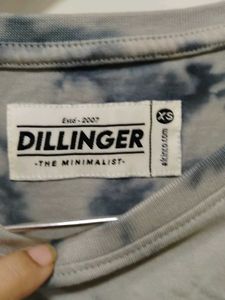 Estd - 2007
DILLINGER
-THE MINIMALIST-
XS